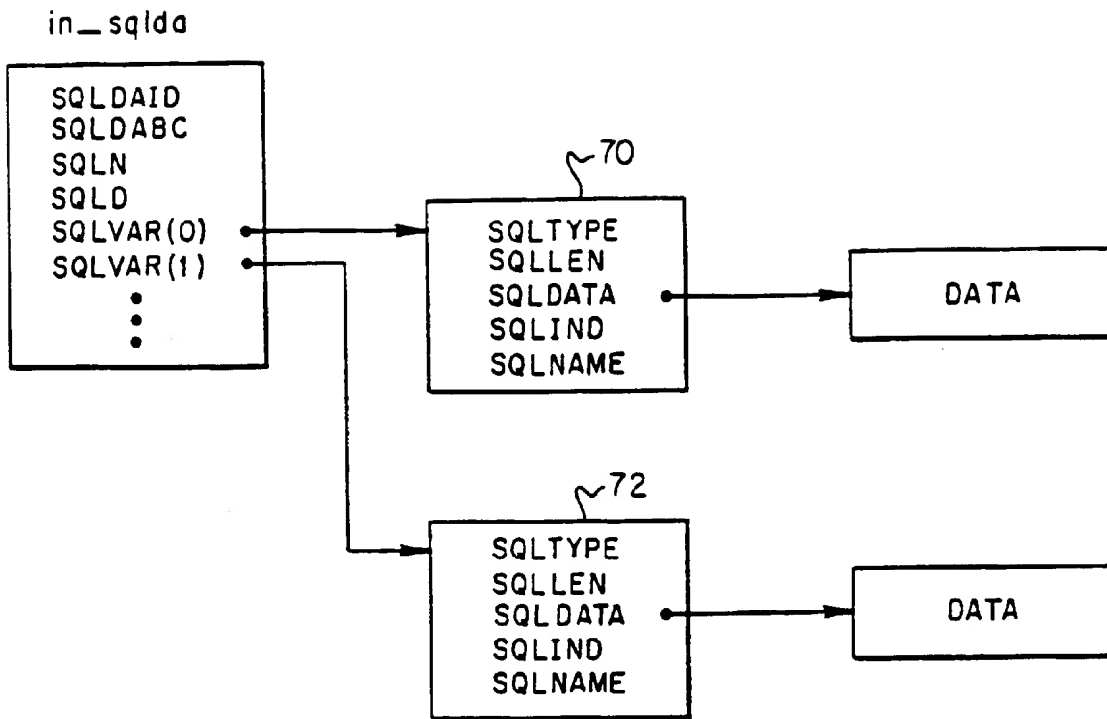 in_sqlda
SQLDAID
SQLDABC
SQLN
SQLD
SQLVAR(0)
SQLVAR(1)
70
SQLTYPE
SQLLEN
SQLDATA
SQLIND
SQLNAME
DATA
72
SQLTYPE
SQLLEN
SQLDATA
SQLIND
SQLNAME
DATA